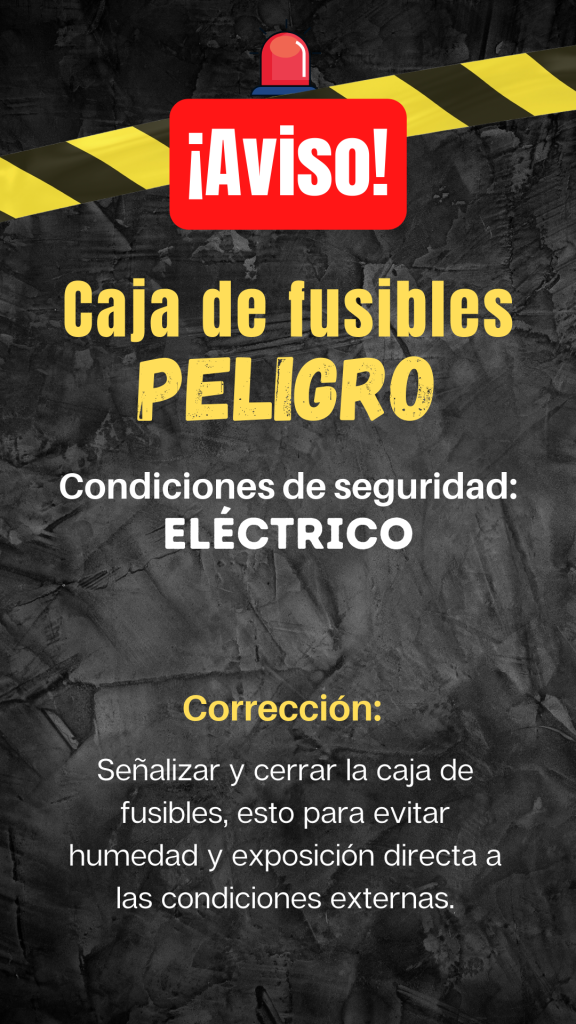 ¡Aviso!
Caja de fusibles
PELIGRO
Condiciones de seguridad:
ELÉCTRICO
Corrección:
Señalizar y cerrar la caja de
fusibles, esto para evitar
humedad y exposición directa a
las condiciones externas.